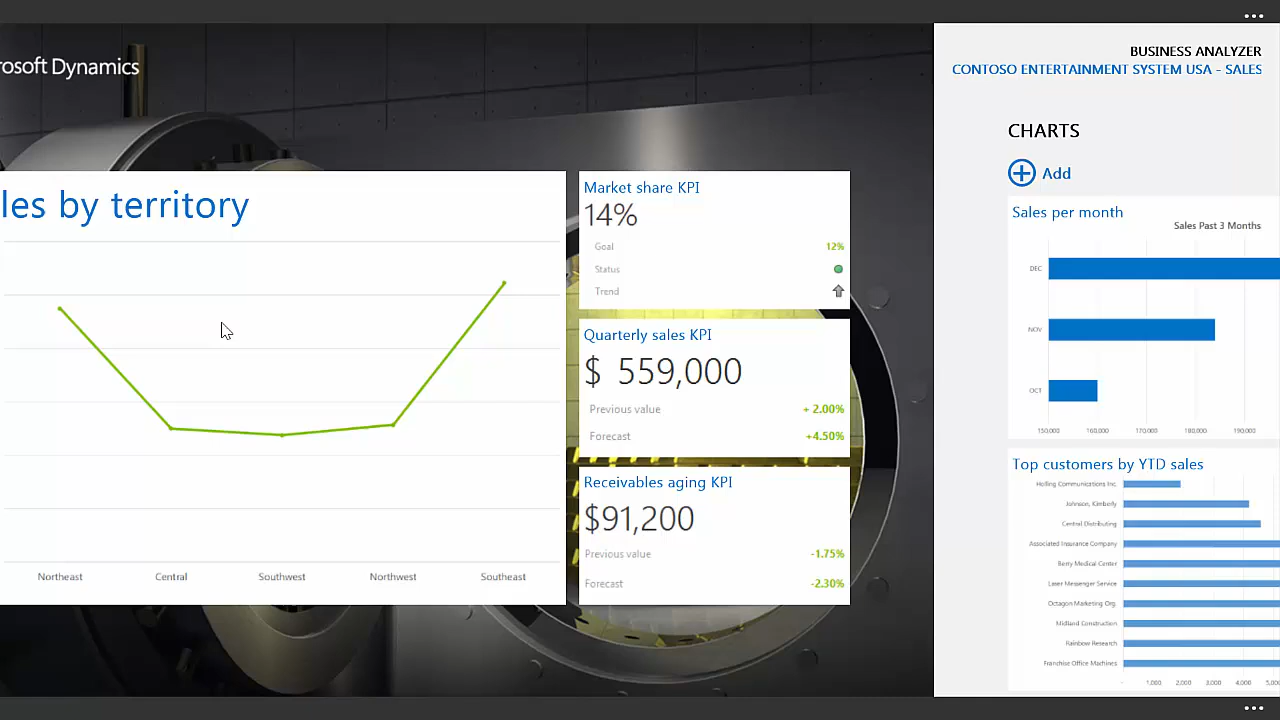 rosoft Dynamics
les by territory
Northeast
Central
Southwest
Northwest
Southeast
Market share KPI
14%
Goal 12%
Status
Trend
Quarterly sales KPI
$ 559,000
Previous value + 2.00%
Forecast +4.50%
Receivables aging KPI
$91,200
Previous value -1.75%
Forecast -2.30%
BUSINESS ANALYZER
CONTOSO ENTERTAINMENT SYSTEM USA - SALES
CHARTS
Add
Sales per month
Sales Past 3 Months
DEC
NOV
OCT
150,000 160,000 170,000 180,000 190,000
Top customers by YTD sales
Holling Communications Inc.
Johnson, Kimberly
Central Distributing
Associated Insurance Company
Berry Medical Center
Laser Messenger Service
Octagon Marketing Org.
Midland Construction
Rainbow Research
Franchise Office Machines
- 1,000 2,000 3,000 4,000 5,00